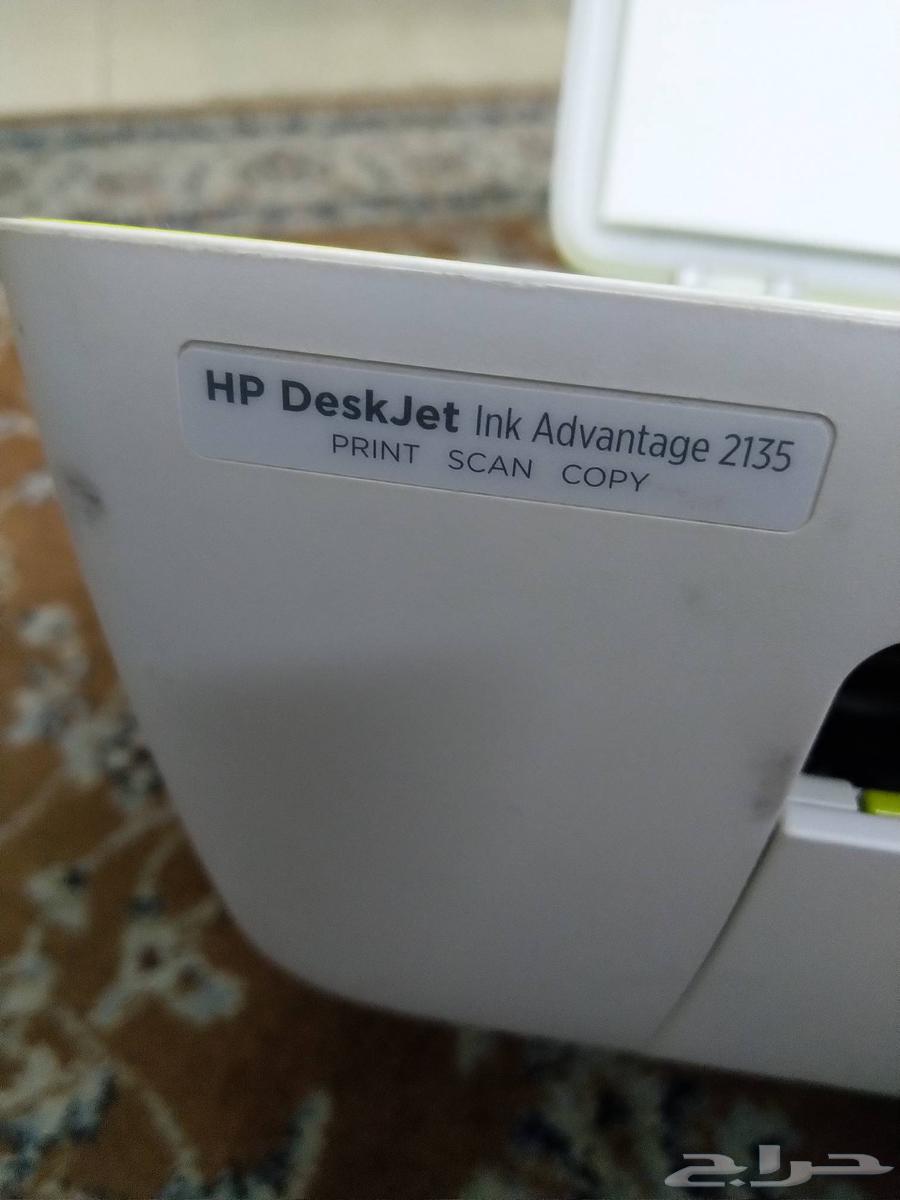 HP DeskJet Ink Advantage 2135
PRINT SCAN COPY
حراج